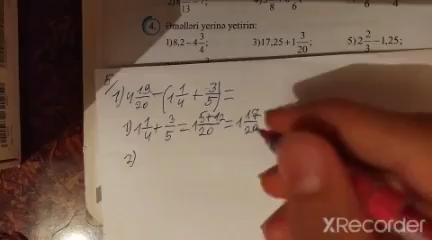 4. Əməlləri yerinə yetirin:
1) 8,2 − 4 3/4; 3) 17,25 + 1 3/20; 5) 2 2/3 − 1,25;
5/
1) 4 19/20 − (1 1/4 + 3/5) =
1) 1 1/4 + 3/5 = 1 5+12/20 = 1 17/20
2)
XRecorder